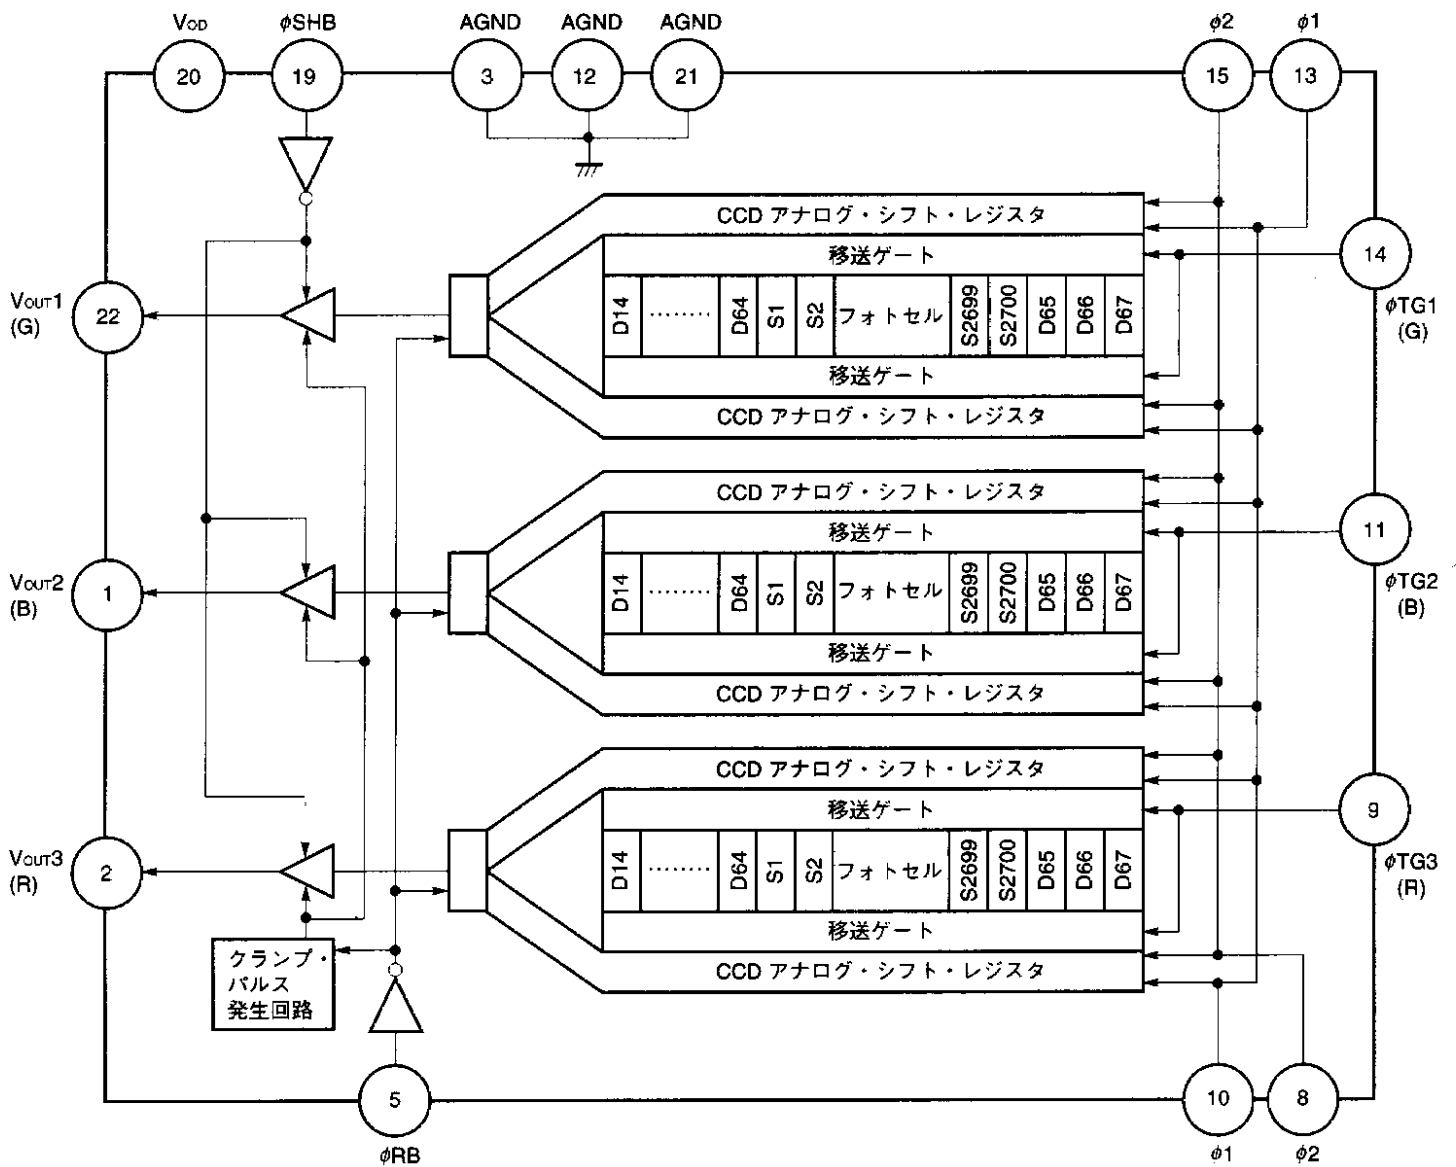 VOD
φSHB
AGND
AGND
AGND
φ2
φ1
20
19
3
12
21
15
13
CCD アナログ・シフト・レジスタ
移送ゲート
14
φTG1
(G)
VOUT1
(G)
22
D14
········
D64
S1
S2
フォトセル
S2699
S2700
D65
D66
D67
移送ゲート
CCD アナログ・シフト・レジスタ
CCD アナログ・シフト・レジスタ
移送ゲート
11
φTG2
(B)
VOUT2
(B)
1
D14
········
D64
S1
S2
フォトセル
S2699
S2700
D65
D66
D67
移送ゲート
CCD アナログ・シフト・レジスタ
CCD アナログ・シフト・レジスタ
移送ゲート
9
φTG3
(R)
VOUT3
(R)
2
D14
········
D64
S1
S2
フォトセル
S2699
S2700
D65
D66
D67
移送ゲート
CCD アナログ・シフト・レジスタ
クランプ・
パルス
発生回路
5
10
8
φRB
φ1
φ2